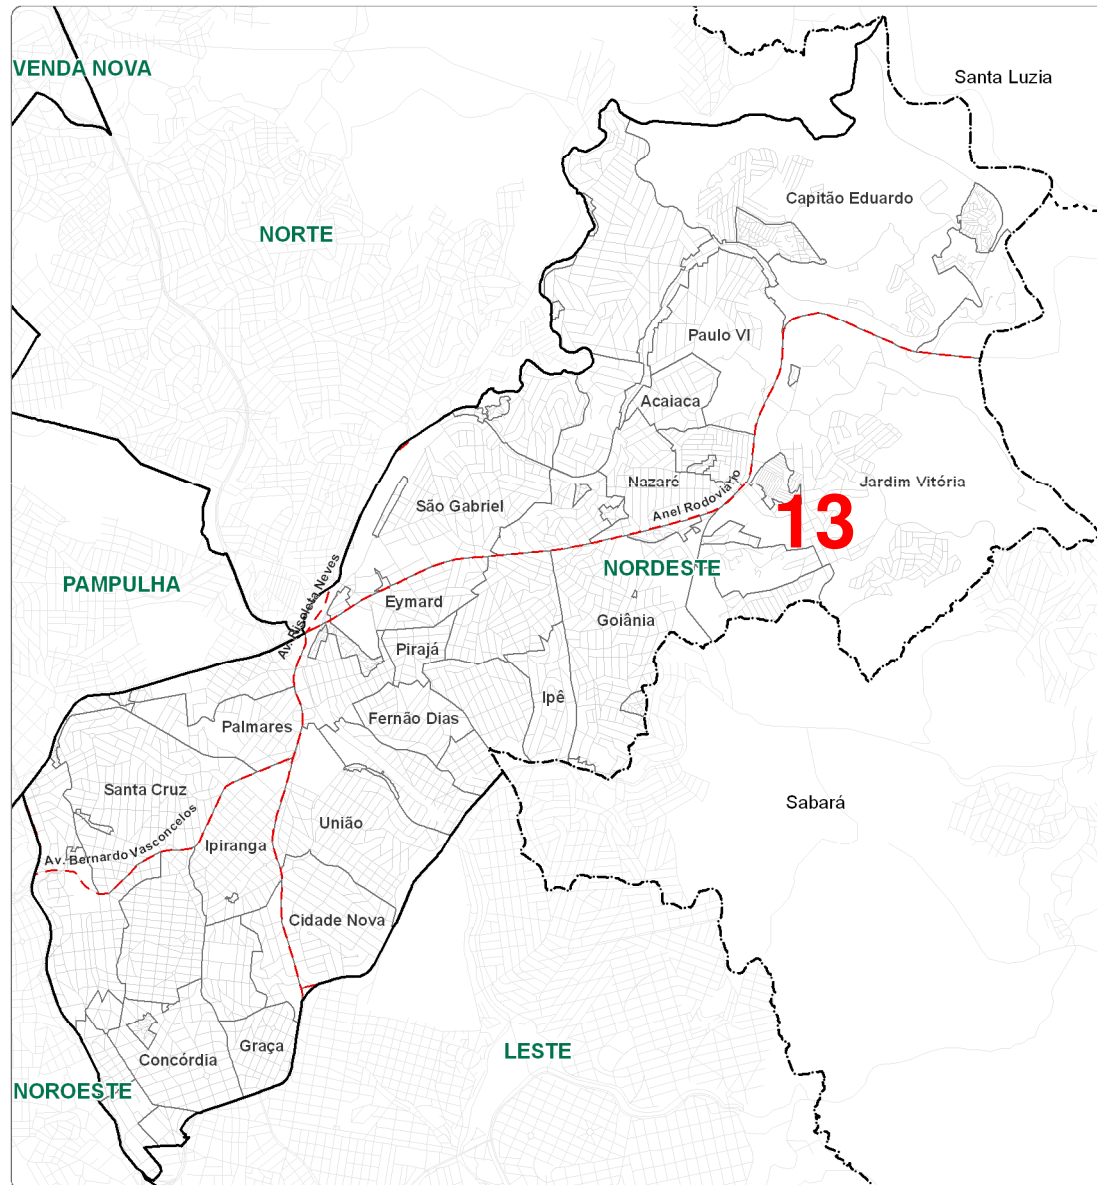 VENDA NOVA
Santa Luzia
Capitão Eduardo
NORTE
Paulo VI
Acaiaca
Nazaré
Jardim Vitória
São Gabriel
Anel Rodoviário
13
NORDESTE
PAMPULHA
Av. Risoleta Neves
Eymard
Goiânia
Pirajá
Ipê
Fernão Dias
Palmares
Santa Cruz
Sabará
União
Av. Bernardo Vasconcelos
Ipiranga
Cidade Nova
Graça
LESTE
Concórdia
NOROESTE